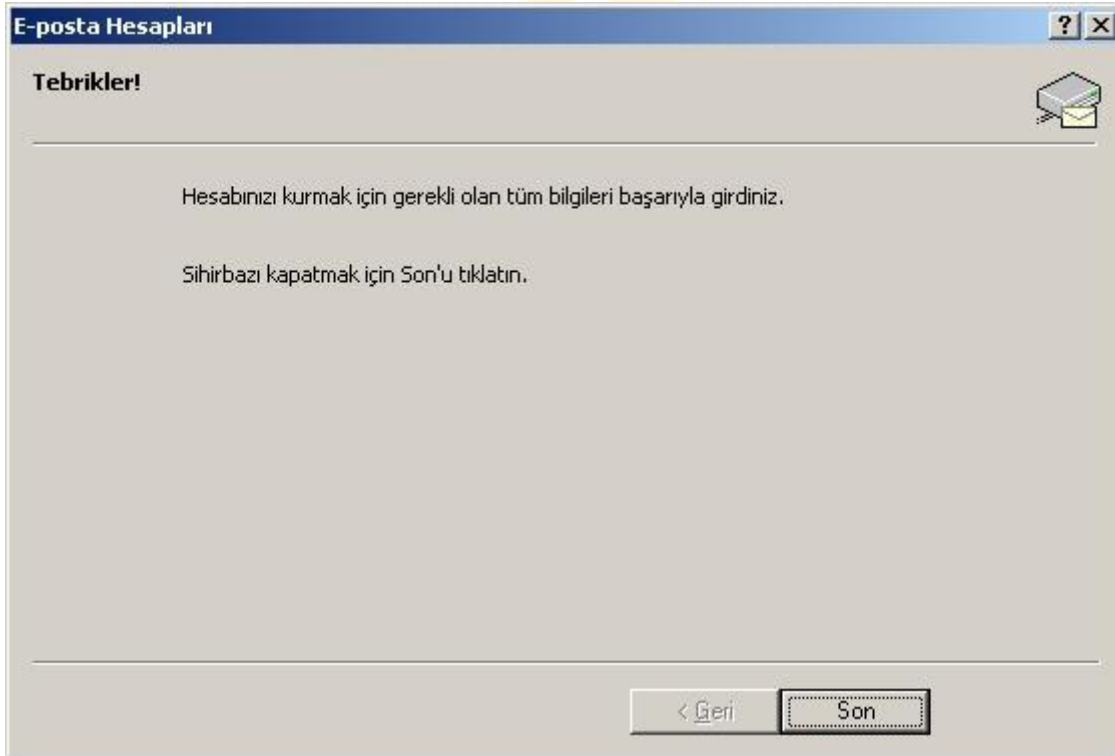 E-posta Hesapları
Tebrikler!
Hesabınızı kurmak için gerekli olan tüm bilgileri başarıyla girdiniz.
Sihirbazı kapatmak için Son'u tıklatın.
< Geri
Son